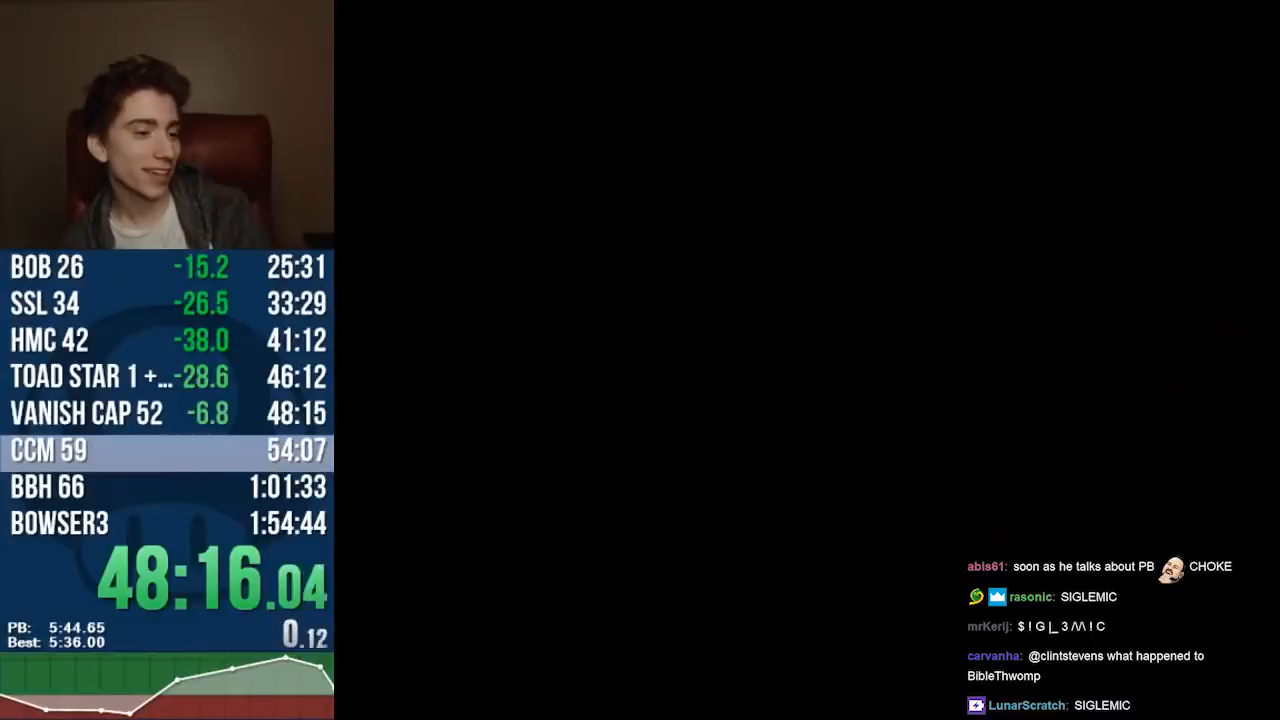 BOB 26 -15.2 25:31
SSL 34 -26.5 33:29
HMC 42 -38.0 41:12
TOAD STAR 1 +... -28.6 46:12
VANISH CAP 52 -6.8 48:15
CCM 59 54:07
BBH 66 1:01:33
BOWSER3 1:54:44
48:16.04
PB: 5:44.65
Best: 5:36.00
0.12
abis61: soon as he talks about PB CHOKE
rasonic: SIGLEMIC
mrKerij: $ ! G |_ 3 /\/\ ! C
carvanha: @clintstevens what happened to
BibleThwomp
LunarScratch: SIGLEMIC